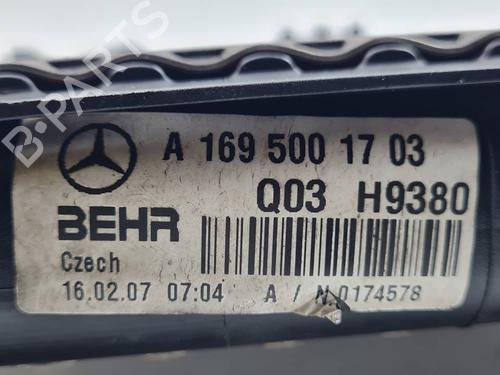 A 169 500 17 03
Q03 H9380
BEHR
Czech
16.02.07 07:04 A / N.0174578
B-PARTS